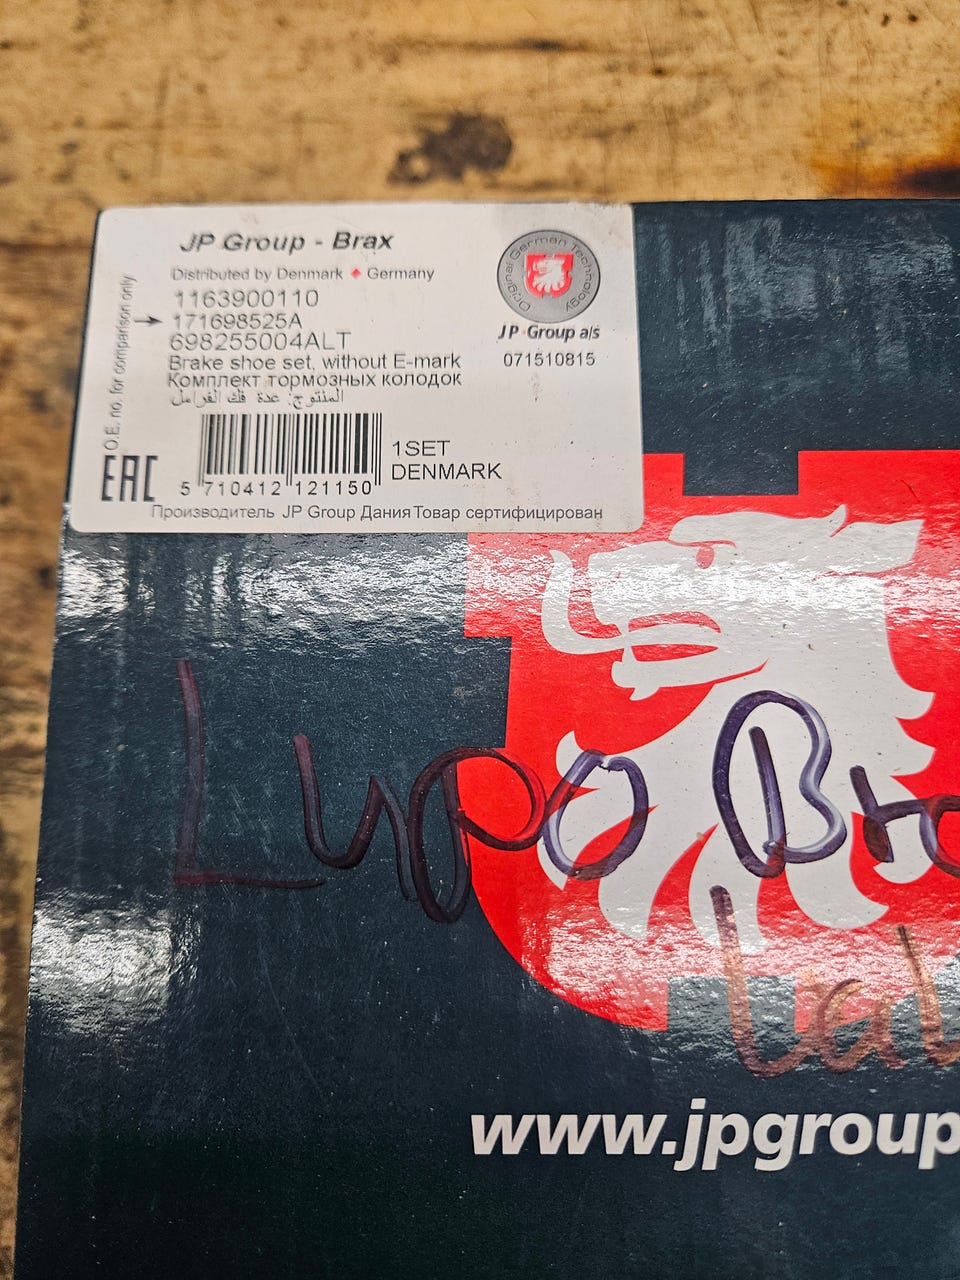 JP Group - Brax
Distributed by Denmark ♦ Germany
O.E. no. for comparison only
1163900110
171698525A
698255004ALT
Brake shoe set, without E-mark
Комплект тормозных колодок
المنتوج: عدة فك الفرامل
EAC
5 710412 121150
1SET
DENMARK
Производитель JP Group Дания Товар сертифицирован
Original German Technology
JP Group a/s
071510815
Lupo
www.jpgroup